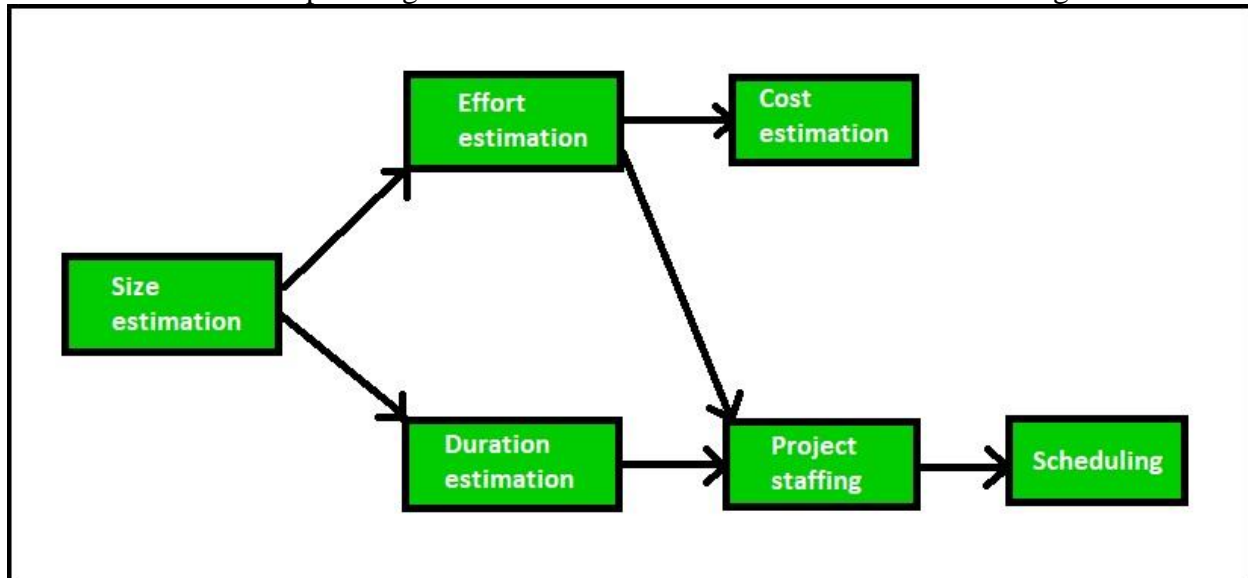 Effort
estimation
Cost
estimation
Size
estimation
Duration
estimation
Project
staffing
Scheduling